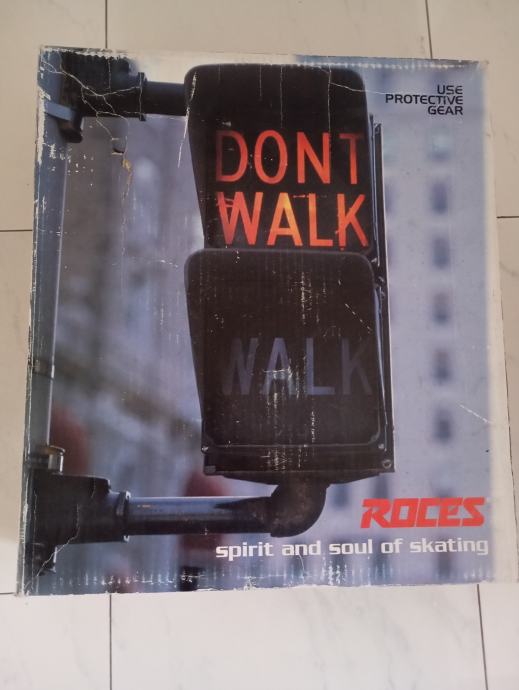 USE
PROTECTIVE
GEAR
DONT
WALK
WALK
ROCES
spirit and soul of skating